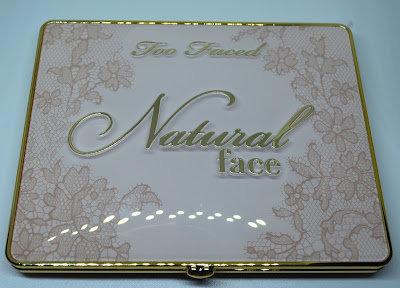 Too Faced
Natural
face